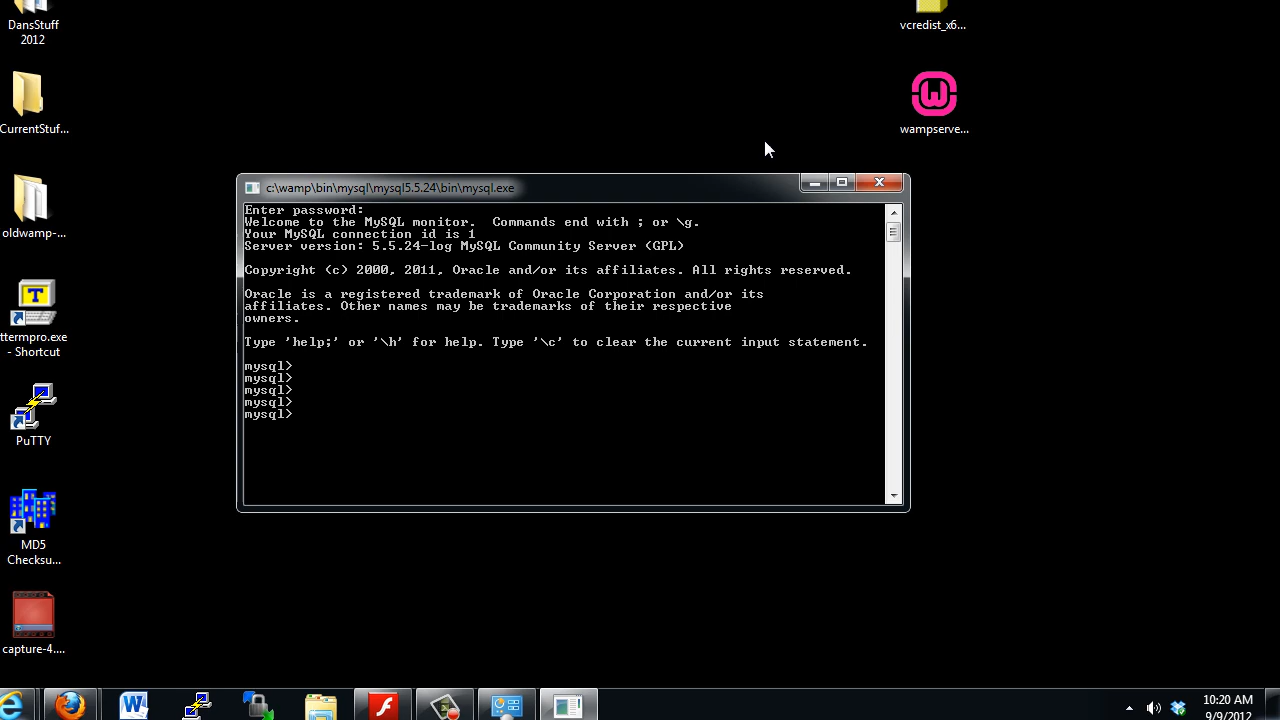 DansStuff
2012
CurrentStuf...
oldwamp-...
ttermpro.exe
- Shortcut
PuTTY
MD5
Checksu...
capture-4....
vcredist_x6...
wampserve...
c:\wamp\bin\mysql\mysql5.5.24\bin\mysql.exe
Enter password:
Welcome to the MySQL monitor.  Commands end with ; or \g.
Your MySQL connection id is 1
Server version: 5.5.24-log MySQL Community Server (GPL)
Copyright (c) 2000, 2011, Oracle and/or its affiliates. All rights reserved.
Oracle is a registered trademark of Oracle Corporation and/or its
affiliates. Other names may be trademarks of their respective
owners.
Type 'help;' or '\h' for help. Type '\c' to clear the current input statement.
mysql>
mysql>
mysql>
mysql>
mysql>
10:20 AM
9/9/2012